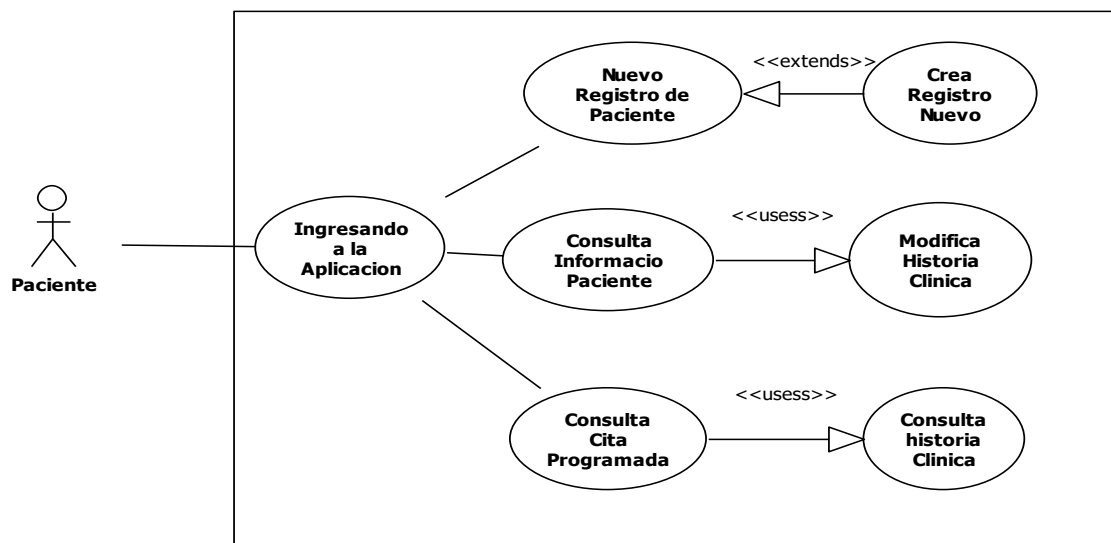 Nuevo
Registro de
Paciente
<<extends>>
Crea
Registro
Nuevo
Paciente
Ingresando
a la
Aplicacion
Consulta
Informacio
Paciente
<<usess>>
Modifica
Historia
Clinica
Consulta
Cita
Programada
<<usess>>
Consulta
historia
Clinica